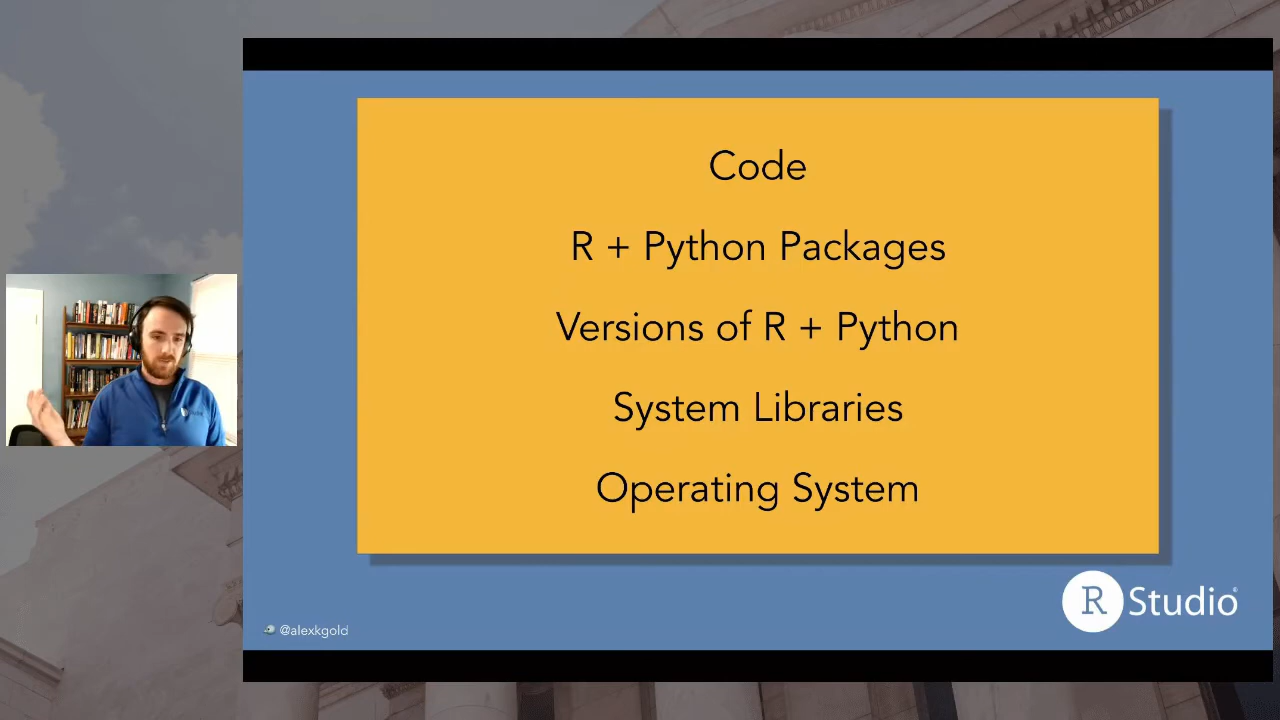 Code
R + Python Packages
Versions of R + Python
System Libraries
Operating System
R Studio®
@alexkgold